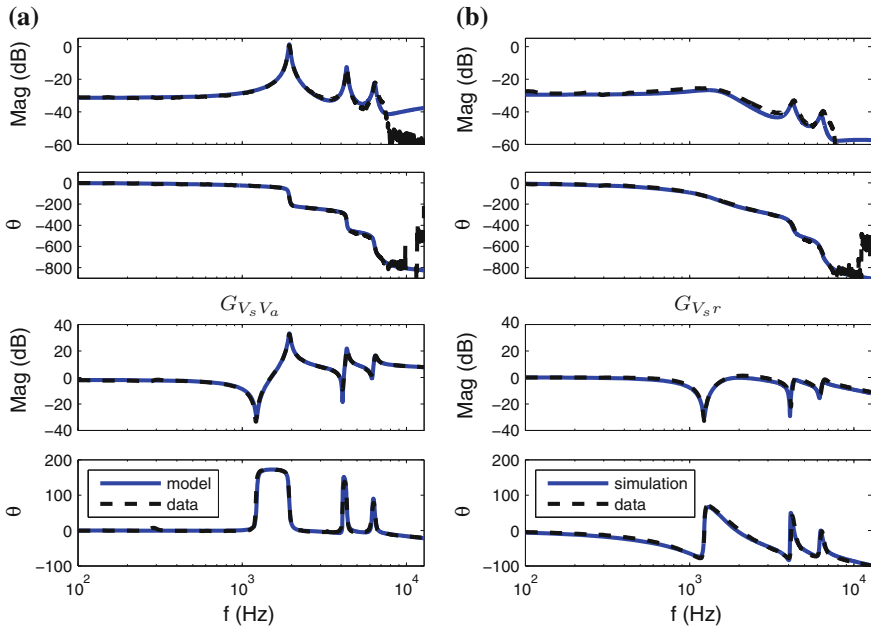 (a)
(b)
Mag (dB)
0
−20
−40
−60
Mag (dB)
0
−20
−40
−60
θ
0
−200
−400
−600
−800
θ
0
−200
−400
−600
−800
G_{V_s V_a}
G_{V_s r}
Mag (dB)
40
20
0
−20
−40
Mag (dB)
40
20
0
−20
−40
θ
200
100
0
−100
model
data
θ
200
100
0
−100
simulation
data
10^2
10^3
10^4
10^2
10^3
10^4
f (Hz)
f (Hz)